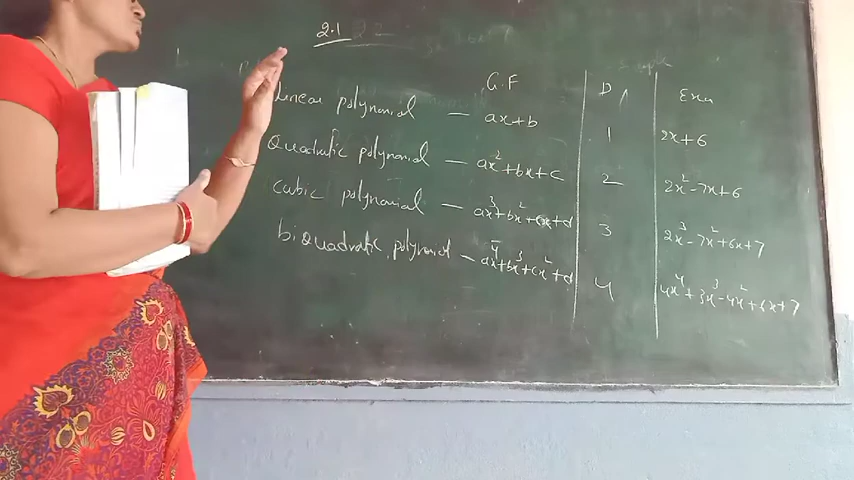 2.1
G.F D Exa
Linear polynomial — ax+b 1 2x+6
Quadratic polynomial — ax²+bx+c 2 2x²-7x+6
cubic polynomial — ax³+bx²+cx+d 3 2x³-7x²+6x+7
biQuadratic polynomial — ax⁴+bx³+cx²+d 4 4x⁴+3x³-4x²+6x+7